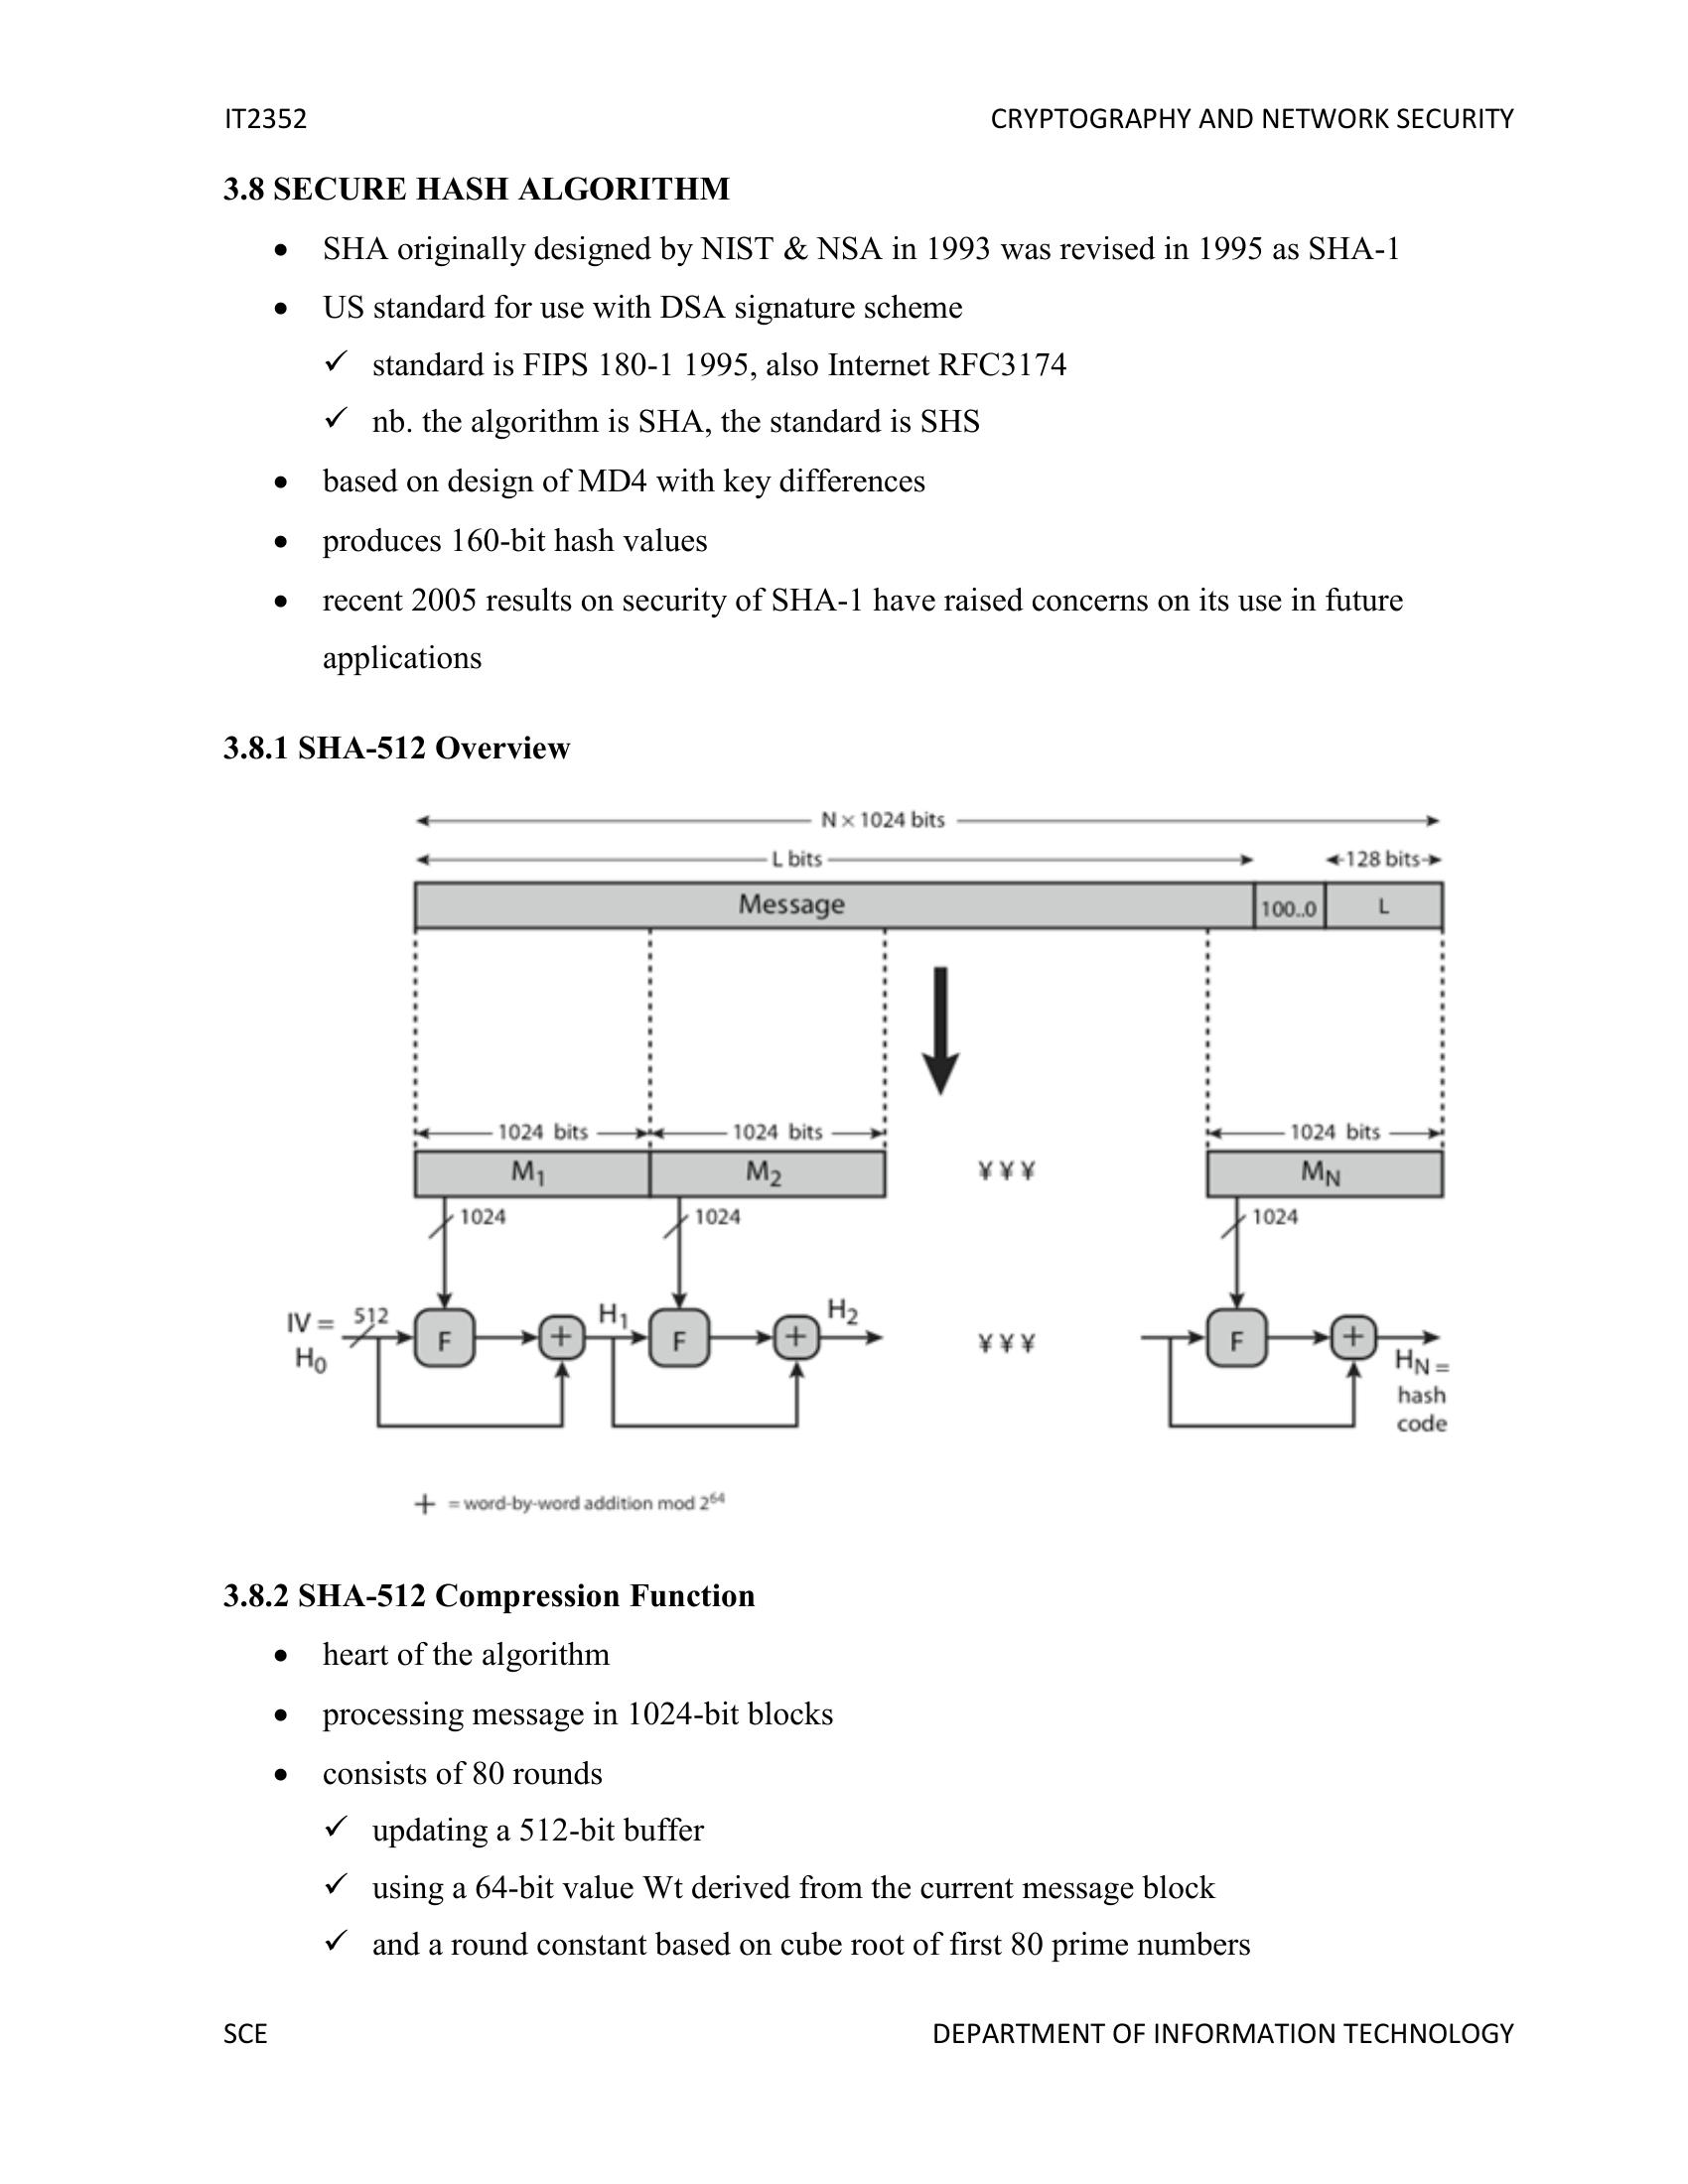 IT2352 CRYPTOGRAPHY AND NETWORK SECURITY
3.8 SECURE HASH ALGORITHM
• SHA originally designed by NIST & NSA in 1993 was revised in 1995 as SHA-1
• US standard for use with DSA signature scheme
✓ standard is FIPS 180-1 1995, also Internet RFC3174
✓ nb. the algorithm is SHA, the standard is SHS
• based on design of MD4 with key differences
• produces 160-bit hash values
• recent 2005 results on security of SHA-1 have raised concerns on its use in future
applications
3.8.1 SHA-512 Overview
N × 1024 bits
L bits 128 bits
Message 100..0 L
1024 bits 1024 bits 1024 bits
M1 M2 ¥ ¥ ¥ MN
1024 1024 1024
IV = 512 F + H1 F + H2 ¥ ¥ ¥ F +
H0 HN =
hash
code
+ = word-by-word addition mod 2^64
3.8.2 SHA-512 Compression Function
• heart of the algorithm
• processing message in 1024-bit blocks
• consists of 80 rounds
✓ updating a 512-bit buffer
✓ using a 64-bit value Wt derived from the current message block
✓ and a round constant based on cube root of first 80 prime numbers
SCE DEPARTMENT OF INFORMATION TECHNOLOGY